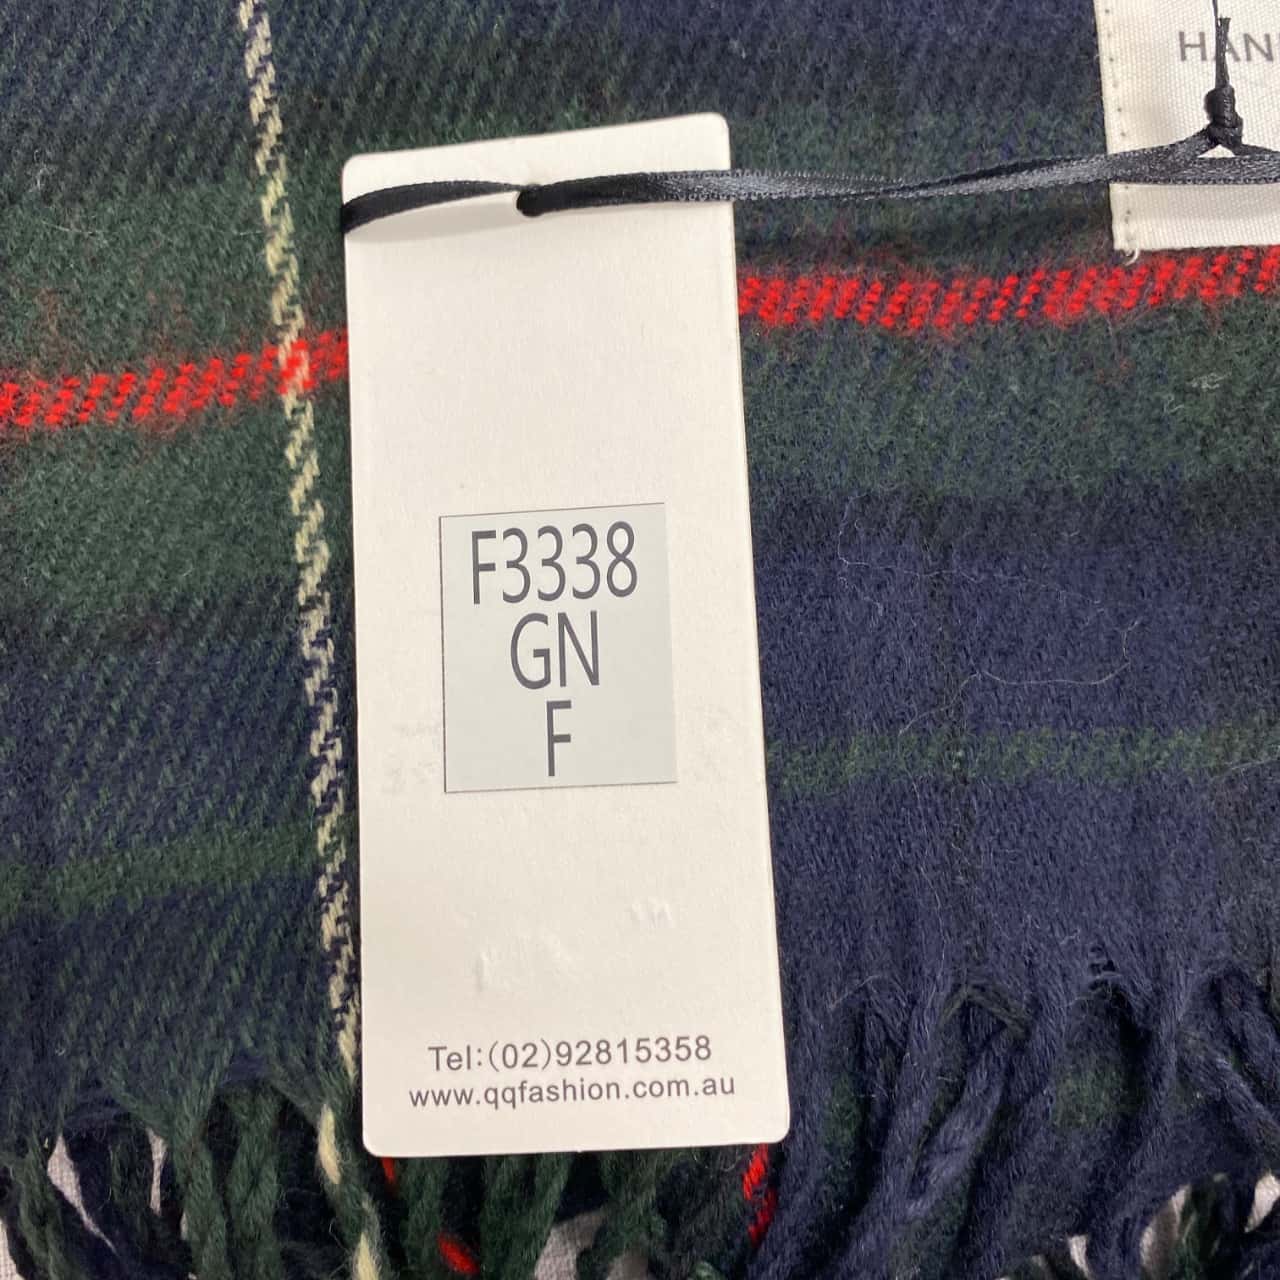 F3338
GN
F
Tel:(02)92815358
www.qqfashion.com.au